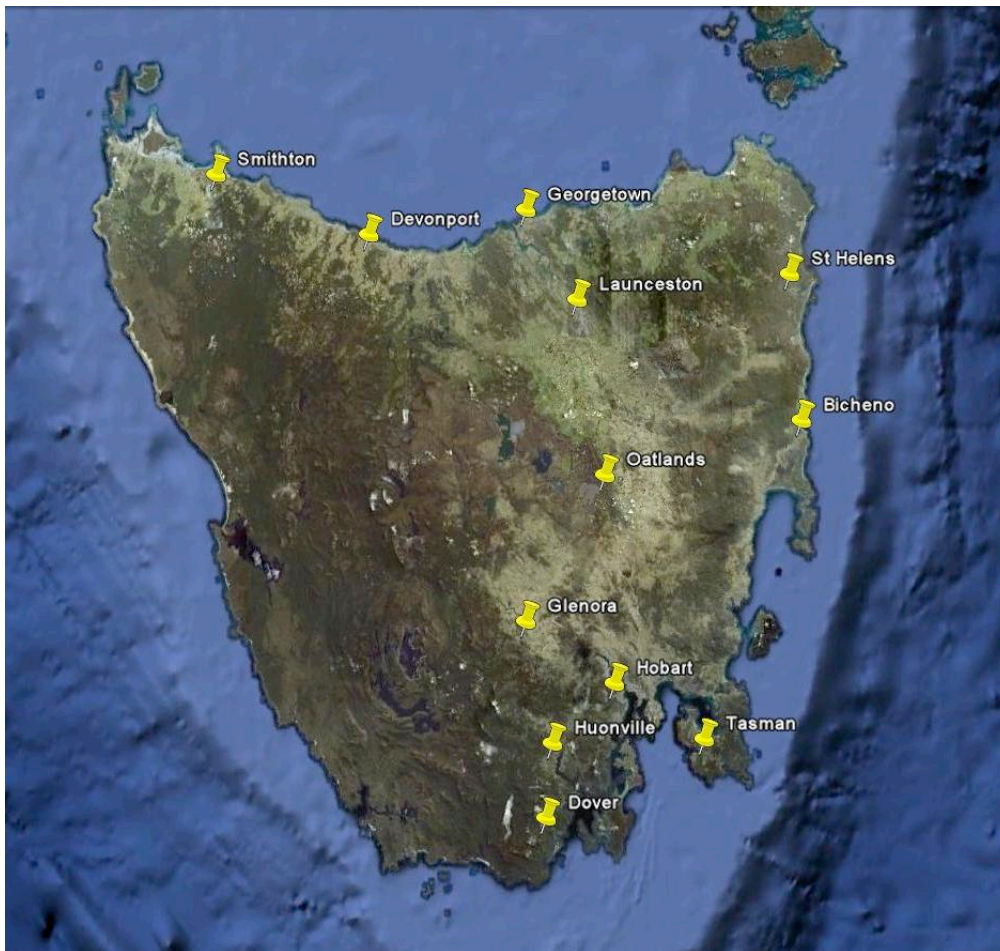 Smithton
Georgetown
Devonport
St Helens
Launceston
Bicheno
Oatlands
Glenora
Hobart
Tasman
Huonville
Dover